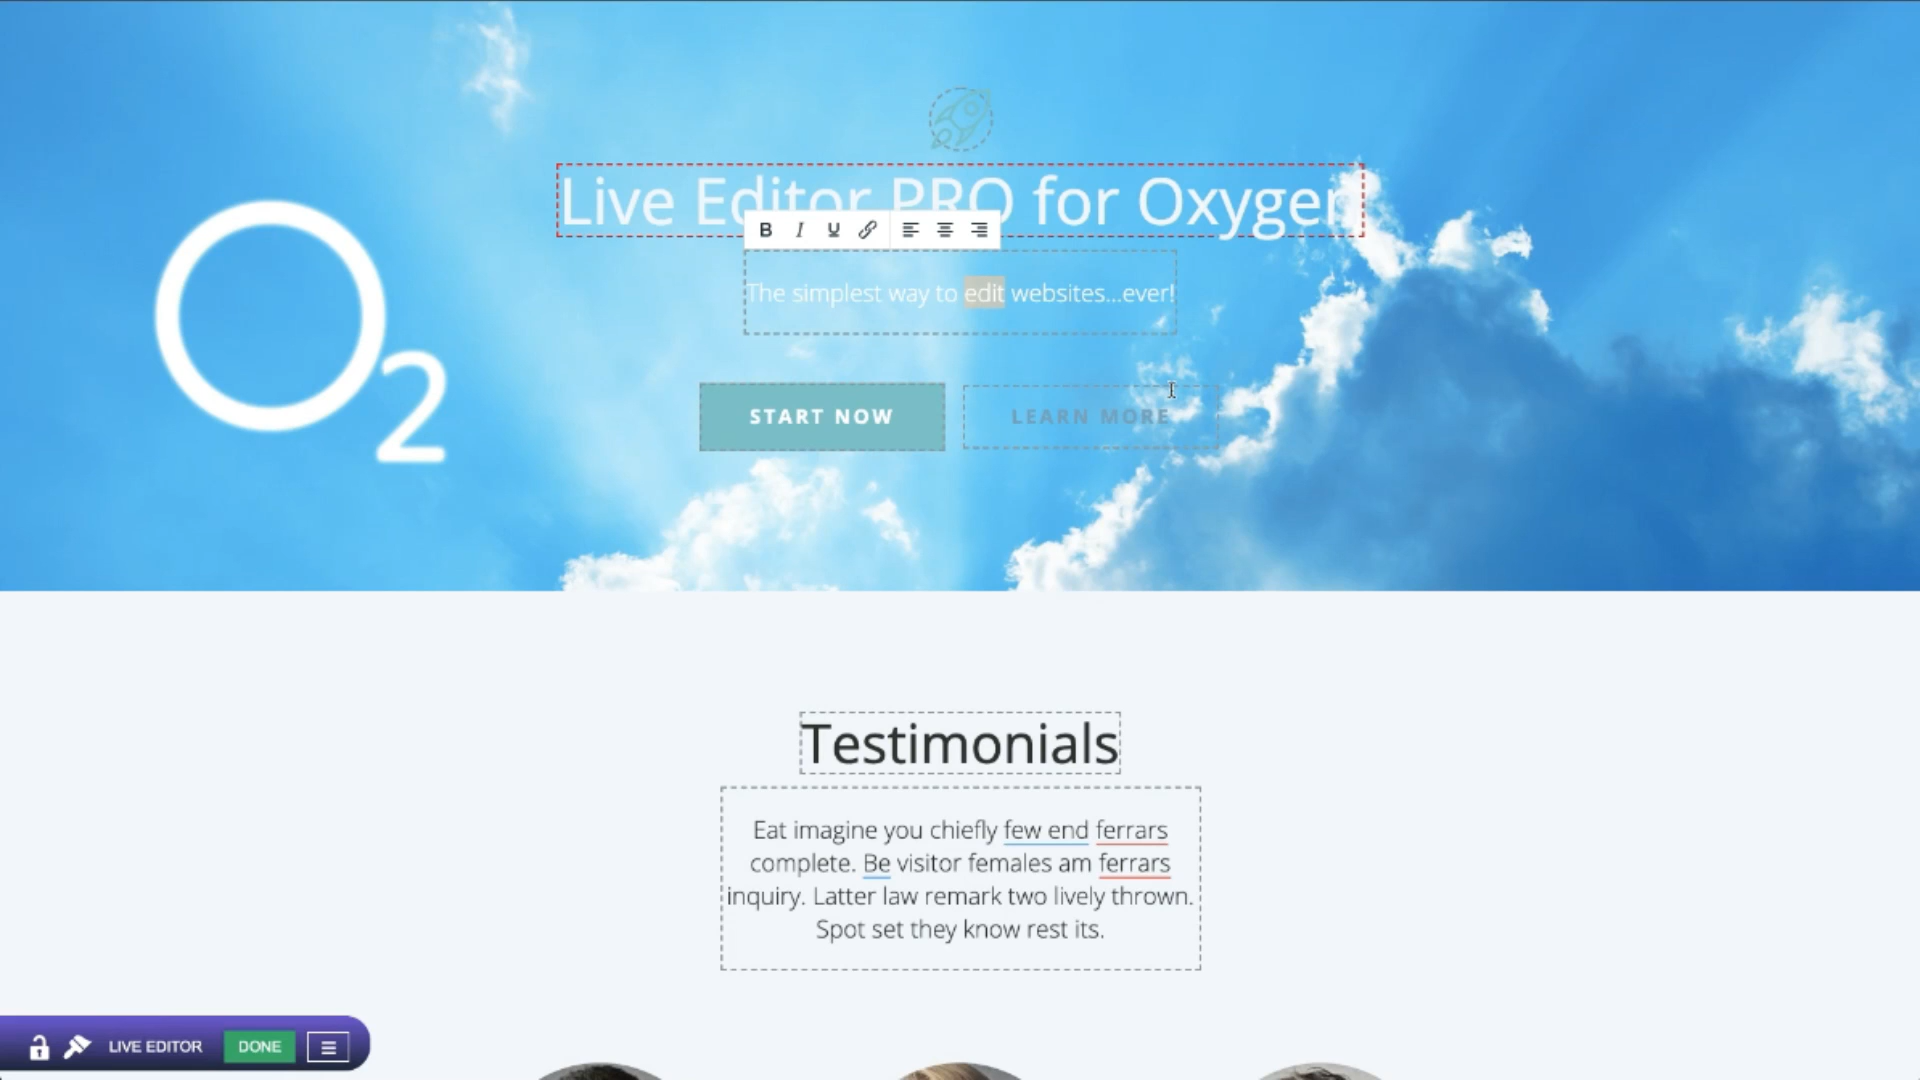 Live Editor PRO for Oxygen
B I U
The simplest way to edit websites...ever!
O2
START NOW
LEARN MORE
Testimonials
Eat imagine you chiefly few end ferrars
complete. Be visitor females am ferrars
inquiry. Latter law remark two lively thrown.
Spot set they know rest its.
LIVE EDITOR
DONE